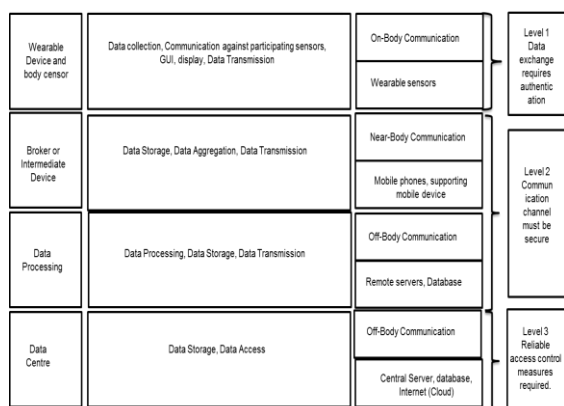 Wearable
Device and
body censor
Data collection, Communication against participating sensors,
GUI, display, Data Transmission
On-Body Communication
Wearable sensors
Level 1
Data
exchange
requires
authentic
ation
Broker or
Intermediate
Device
Data Storage, Data Aggregation, Data Transmission
Near-Body Communication
Mobile phones, supporting
mobile device
Level 2
Commun
ication
channel
must be
secure
Data
Processing
Data Processing, Data Storage, Data Transmission
Off-Body Communication
Remote servers, Database
Data
Centre
Data Storage, Data Access
Off-Body Communication
Central Server, database,
Internet (Cloud)
Level 3
Reliable
access control
measures
required.